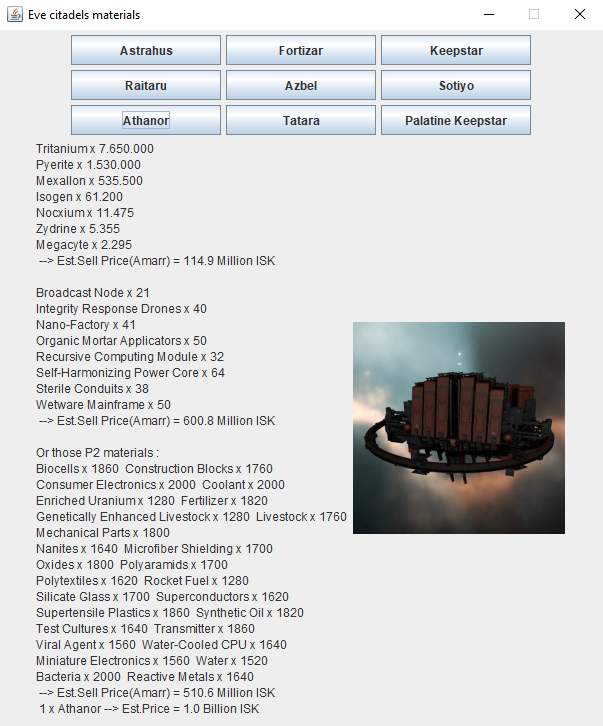 Eve citadels materials
Astrahus Fortizar Keepstar
Raitaru Azbel Sotiyo
Athanor Tatara Palatine Keepstar
Tritanium x 7.650.000
Pyerite x 1.530.000
Mexallon x 535.500
Isogen x 61.200
Nocxium x 11.475
Zydrine x 5.355
Megacyte x 2.295
--> Est.Sell Price(Amarr) = 114.9 Million ISK
Broadcast Node x 21
Integrity Response Drones x 40
Nano-Factory x 41
Organic Mortar Applicators x 50
Recursive Computing Module x 32
Self-Harmonizing Power Core x 64
Sterile Conduits x 38
Wetware Mainframe x 50
--> Est.Sell Price(Amarr) = 600.8 Million ISK
Or those P2 materials :
Biocells x 1860 Construction Blocks x 1760
Consumer Electronics x 2000 Coolant x 2000
Enriched Uranium x 1280 Fertilizer x 1820
Genetically Enhanced Livestock x 1280 Livestock x 1760
Mechanical Parts x 1800
Nanites x 1640 Microfiber Shielding x 1700
Oxides x 1800 Polyaramids x 1700
Polytextiles x 1620 Rocket Fuel x 1280
Silicate Glass x 1700 Superconductors x 1620
Supertensile Plastics x 1860 Synthetic Oil x 1820
Test Cultures x 1640 Transmitter x 1860
Viral Agent x 1560 Water-Cooled CPU x 1640
Miniature Electronics x 1560 Water x 1520
Bacteria x 2000 Reactive Metals x 1640
--> Est.Sell Price(Amarr) = 510.6 Million ISK
1 x Athanor --> Est.Price = 1.0 Billion ISK